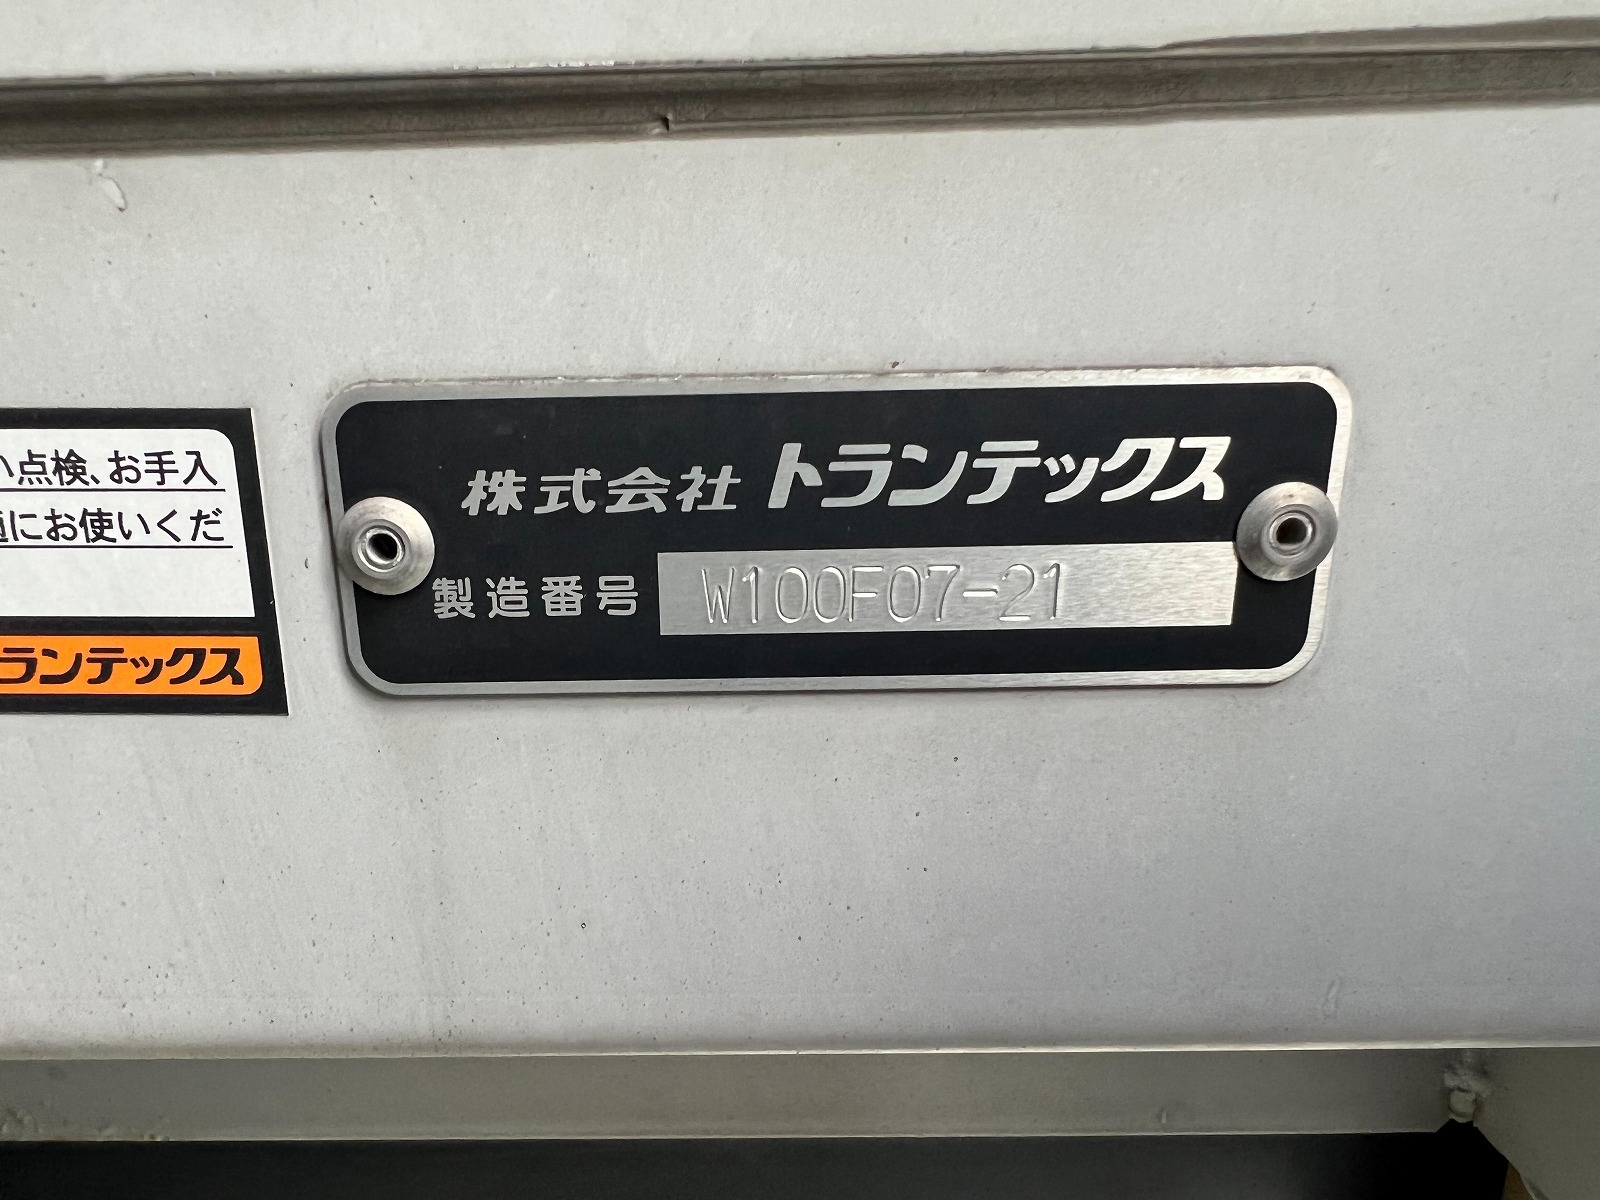 株式会社 トランテックス
製造番号 W100F07-21
い点検、お手入
にお使いくだ
ランテックス